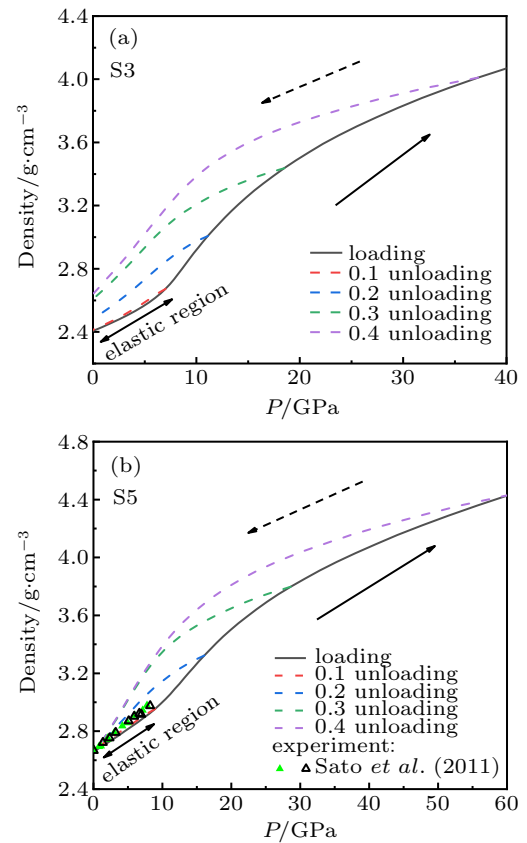 (a)
S3
4.4
4.0
3.6
3.2
2.8
2.4
Density/g·cm⁻³
loading
0.1 unloading
0.2 unloading
0.3 unloading
0.4 unloading
elastic region
0 10 20 30 40
P/GPa
(b)
S5
4.8
4.4
4.0
3.6
3.2
2.8
2.4
Density/g·cm⁻³
loading
0.1 unloading
0.2 unloading
0.3 unloading
0.4 unloading
experiment:
Sato et al. (2011)
elastic region
0 10 20 30 40 50 60
P/GPa